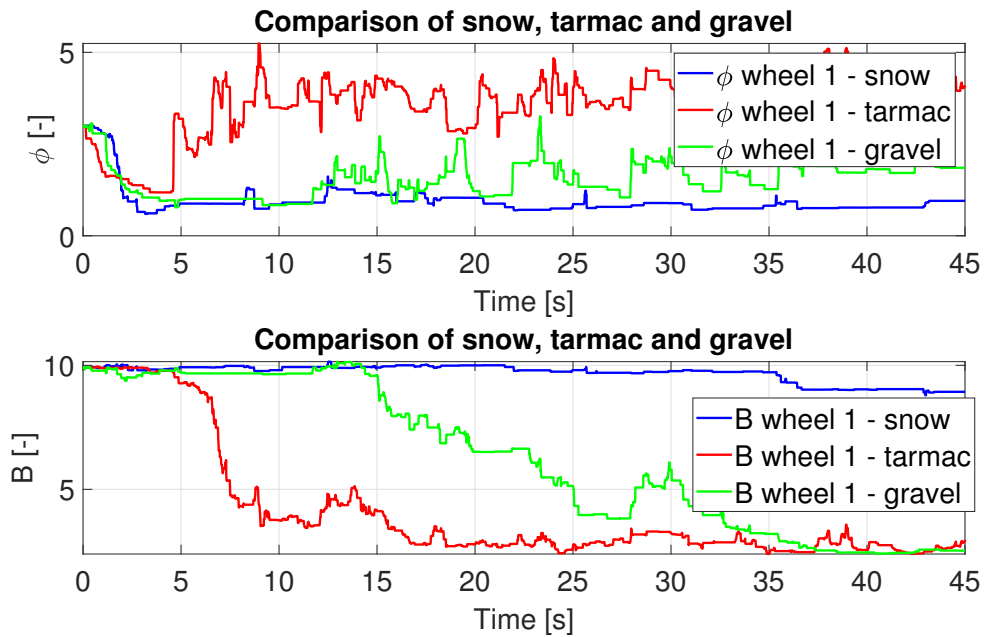 Comparison of snow, tarmac and gravel
5
0
ϕ [-]
ϕ wheel 1 - snow
ϕ wheel 1 - tarmac
ϕ wheel 1 - gravel
0 5 10 15 20 25 30 35 40 45
Time [s]
Comparison of snow, tarmac and gravel
10
5
B [-]
B wheel 1 - snow
B wheel 1 - tarmac
B wheel 1 - gravel
0 5 10 15 20 25 30 35 40 45
Time [s]